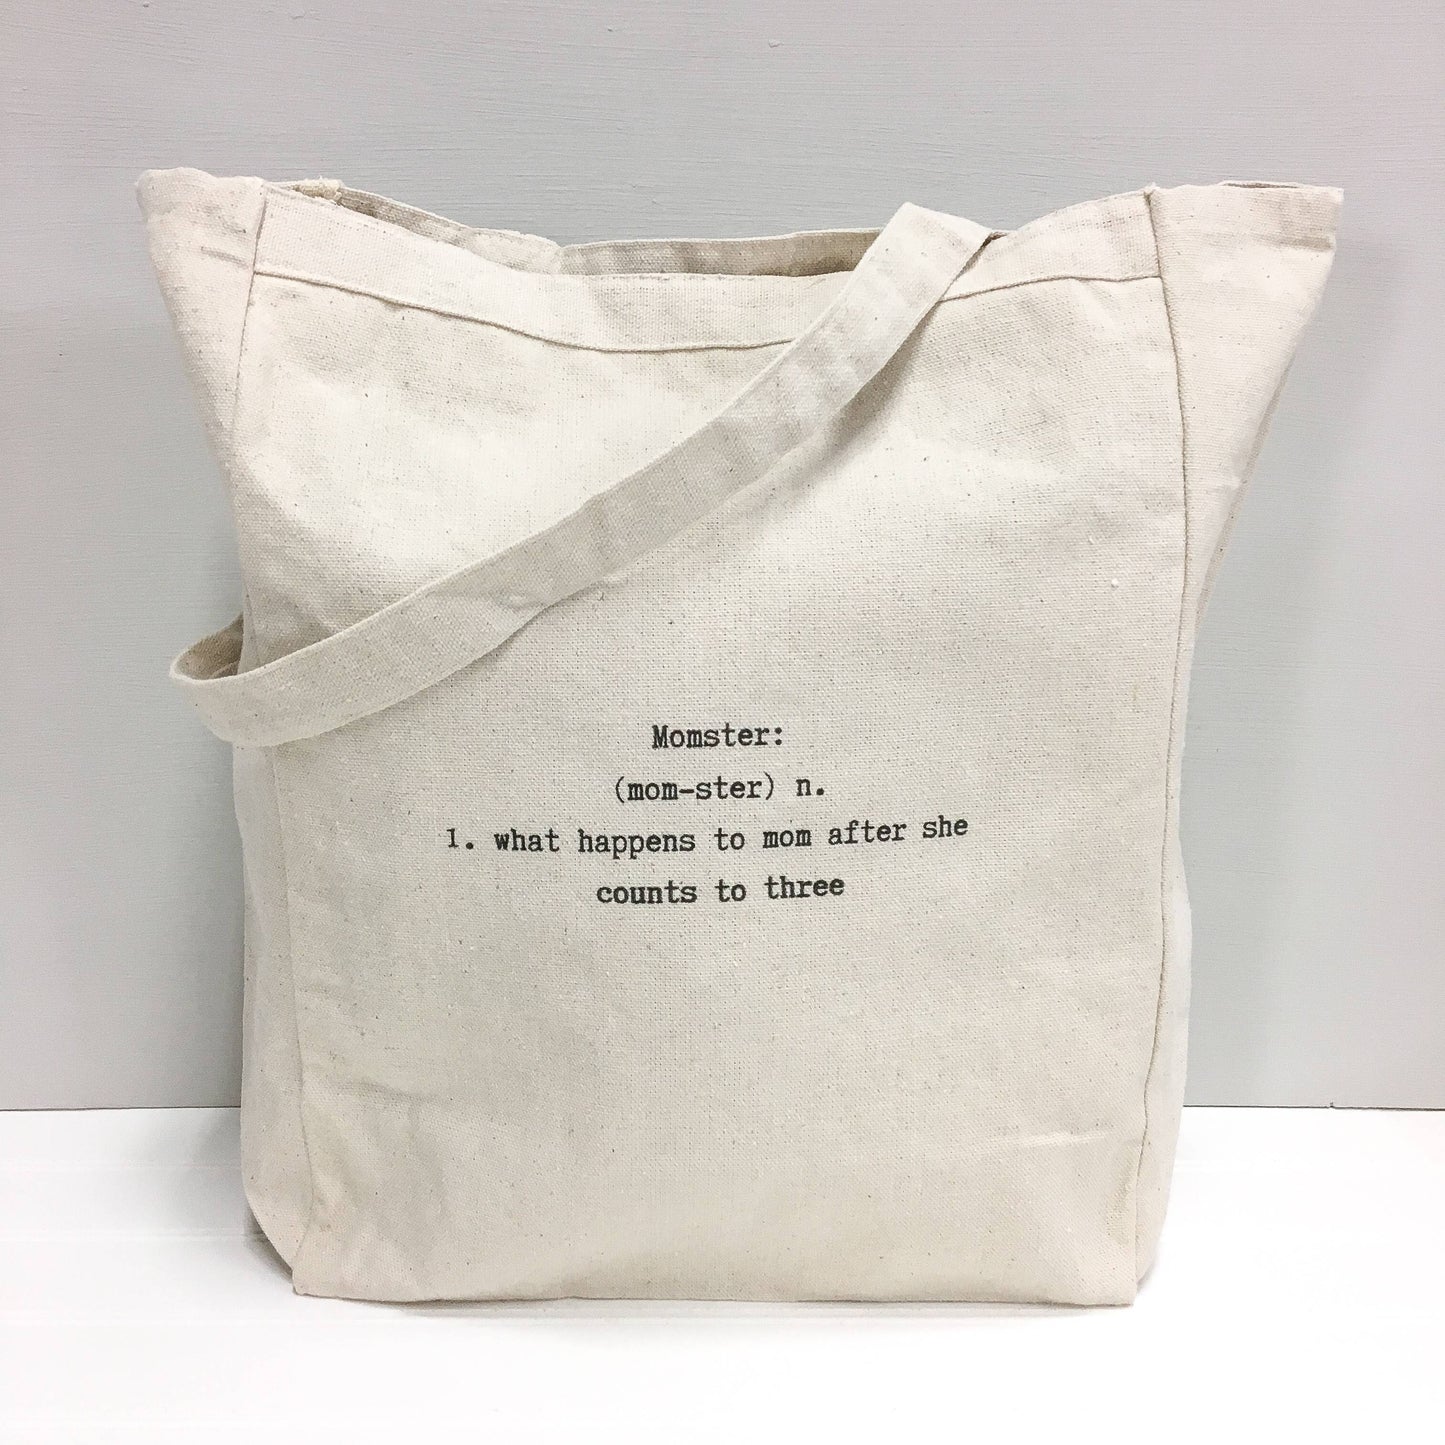 Momster:
(mom-ster) n.
1. what happens to mom after she
counts to three